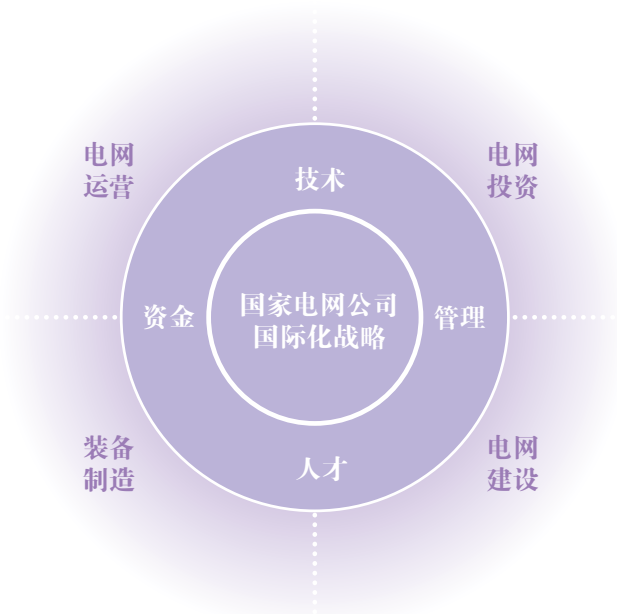 电网
运营
电网
投资
技术
资金
国家电网公司
国际化战略
管理
人才
装备
制造
电网
建设